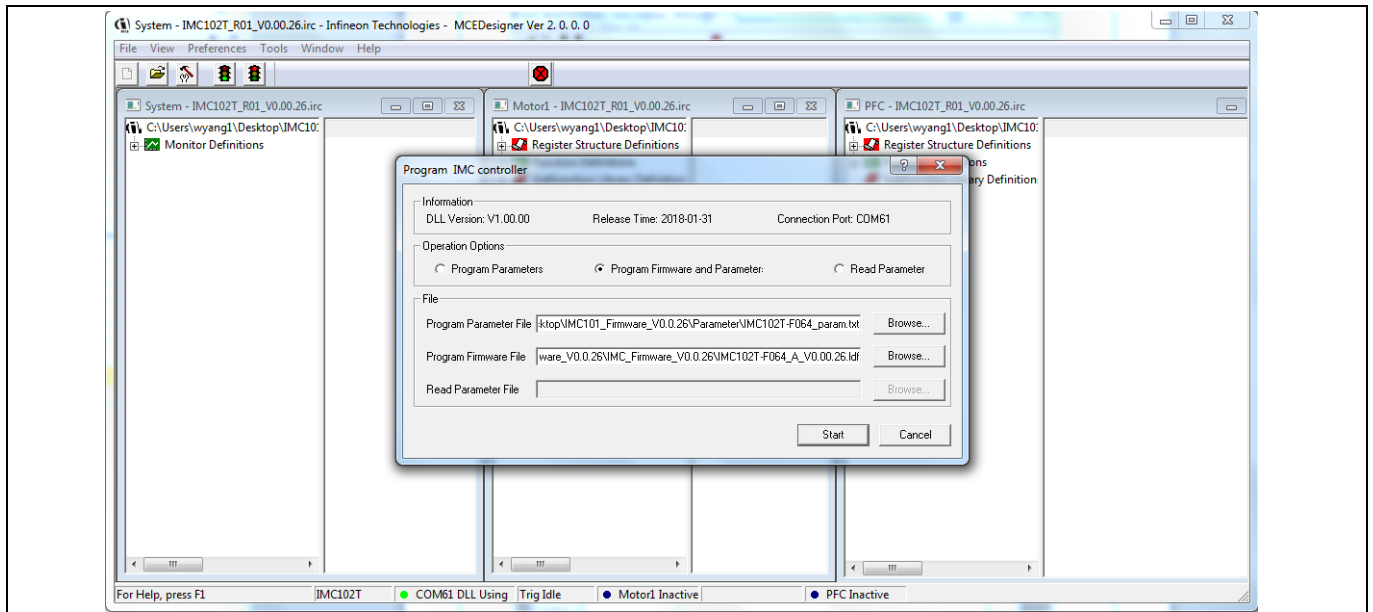 System - IMC102T_R01_V0.00.26.irc - Infineon Technologies - MCEDesigner Ver 2. 0. 0. 0
File View Preferences Tools Window Help
System - IMC102T_R01_V0.00.26.irc
Motor1 - IMC102T_R01_V0.00.26.irc
PFC - IMC102T_R01_V0.00.26.irc
C:\Users\wyang1\Desktop\IMC10:
Monitor Definitions
C:\Users\wyang1\Desktop\IMC10:
Register Structure Definitions
C:\Users\wyang1\Desktop\IMC10:
Register Structure Definitions
ons
ary Definition
Program IMC controller
Information
DLL Version: V1.00.00 Release Time: 2018-01-31 Connection Port: COM61
Operation Options
Program Parameters Program Firmware and Parameter: Read Parameter
File
Program Parameter File ktop\IMC101_Firmware_V0.0.26\Parameter\IMC102T-F064_param.txt Browse...
Program Firmware File ware_V0.0.26\IMC_Firmware_V0.0.26\IMC102T-F064_A_V0.00.26.ldf Browse...
Read Parameter File Browse...
Start Cancel
For Help, press F1 IMC102T COM61 DLL Using Trig Idle Motor1 Inactive PFC Inactive